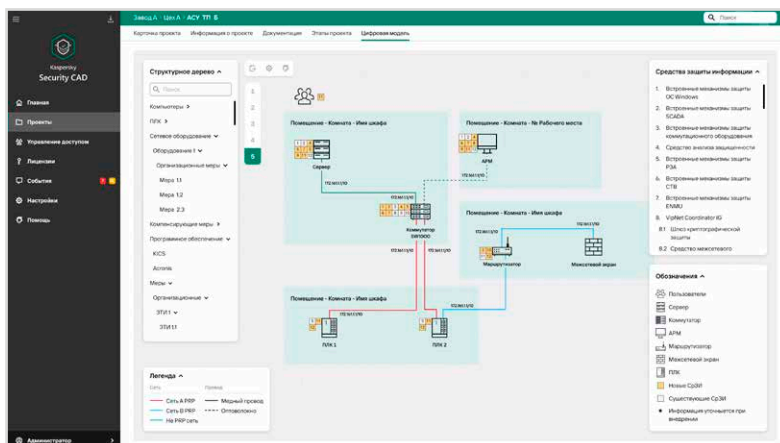 Завод А Цех А АСУ ТП Б
Поиск
Карточка проекта Информация о проекте Документация Этапы проекта Цифровая модель
Kaspersky
Security CAD
Главная
Проекты
Управление доступом
Лицензии
События
Настройки
Помощь
Администратор
Структурное дерево
Поиск
Компьютеры
ПЛК
Сетевое оборудование
Оборудование 1
Организационные меры
Мера 1.1
Мера 1.2
Мера 2.3
Компенсирующие меры
Программное обеспечение
KICS
Acronis
Меры
Организационные
ЭТИ.1
ЭТИ.1.1
1
2
3
4
5
Помещение - Комната - Имя шкафа
Сервер
Коммутатор
SW1000
Помещение - Комната - № Рабочего места
АРМ
Помещение - Комната - Имя шкафа
Маршрутизатор
Межсетевой экран
Помещение - Комната - Имя шкафа
ПЛК 1
ПЛК 2
Легенда
Сеть Провод
Сеть A PRP Медный провод
Сеть B PRP Оптоволокно
Не PRP сеть
Средства защиты информации
1. Встроенные механизмы защиты
ОС Windows
2. Встроенные механизмы защиты
SCADA
3. Встроенные механизмы защиты
коммутационного оборудования
4. Средство анализа защищенности
5. Встроенные механизмы защиты
РЗА
6. Встроенные механизмы защиты
СТВ
7. Встроенные механизмы защиты
ENMU
8. VipNet Coordinator IG
8.1 Шлюз криптографической
защиты
8.2 Средство межсетевого
Обозначения
Пользователи
Сервер
Коммутатор
АРМ
Маршрутизатор
Межсетевой экран
ПЛК
Новые СрЗИ
Существующие СрЗИ
Информация уточняется при
внедрении